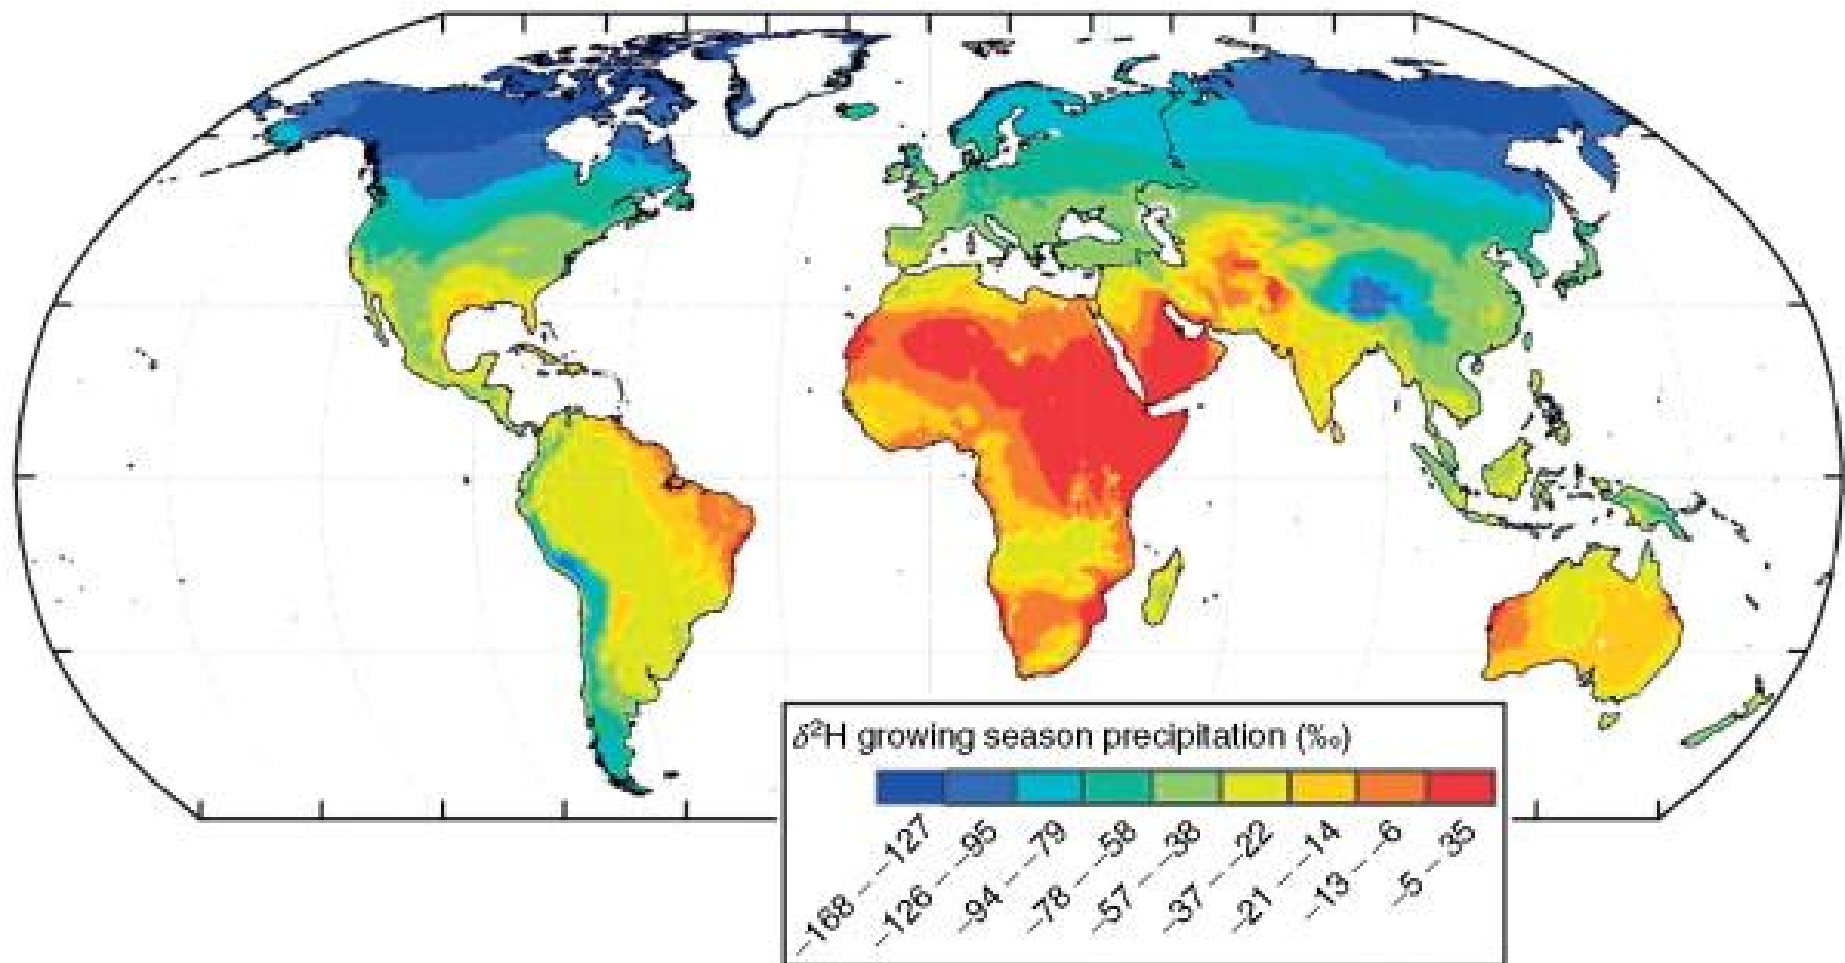 δ²H growing season precipitation (‰)
–168 – –127
–126 – –95
–94 – –79
–78 – –58
–57 – –38
–37 – –22
–21 – –14
–13 – –6
–5 – 35